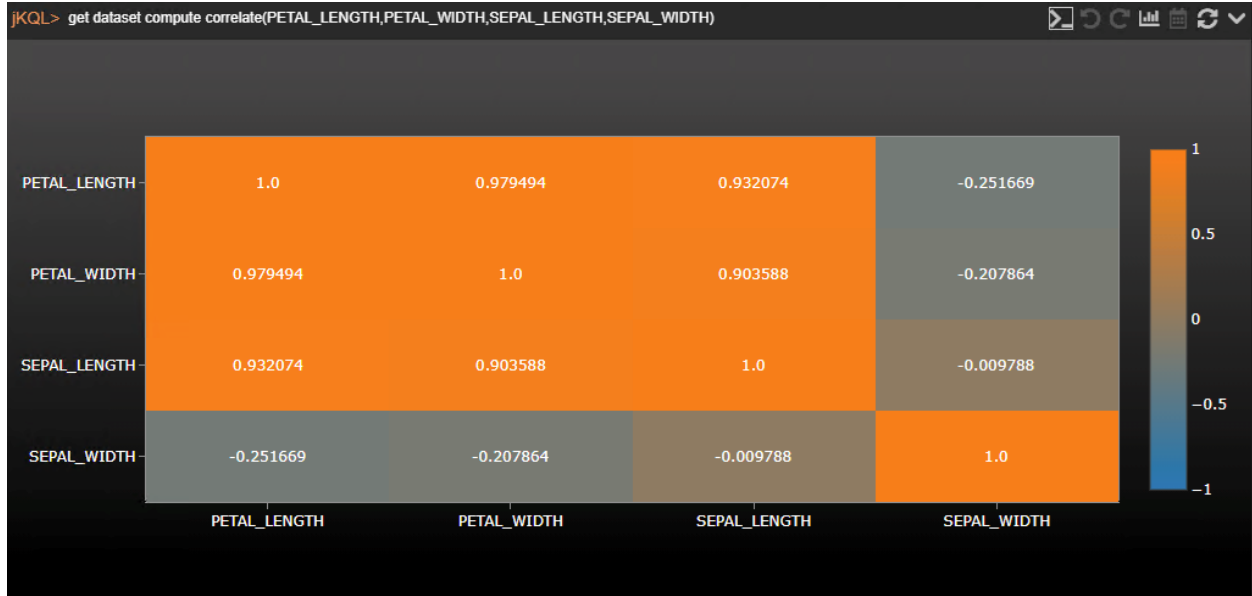 jKQL> get dataset compute correlate(PETAL_LENGTH,PETAL_WIDTH,SEPAL_LENGTH,SEPAL_WIDTH)
PETAL_LENGTH 1.0 0.979494 0.932074 -0.251669
PETAL_WIDTH 0.979494 1.0 0.903588 -0.207864
SEPAL_LENGTH 0.932074 0.903588 1.0 -0.009788
SEPAL_WIDTH -0.251669 -0.207864 -0.009788 1.0
PETAL_LENGTH PETAL_WIDTH SEPAL_LENGTH SEPAL_WIDTH
1
0.5
0
−0.5
−1